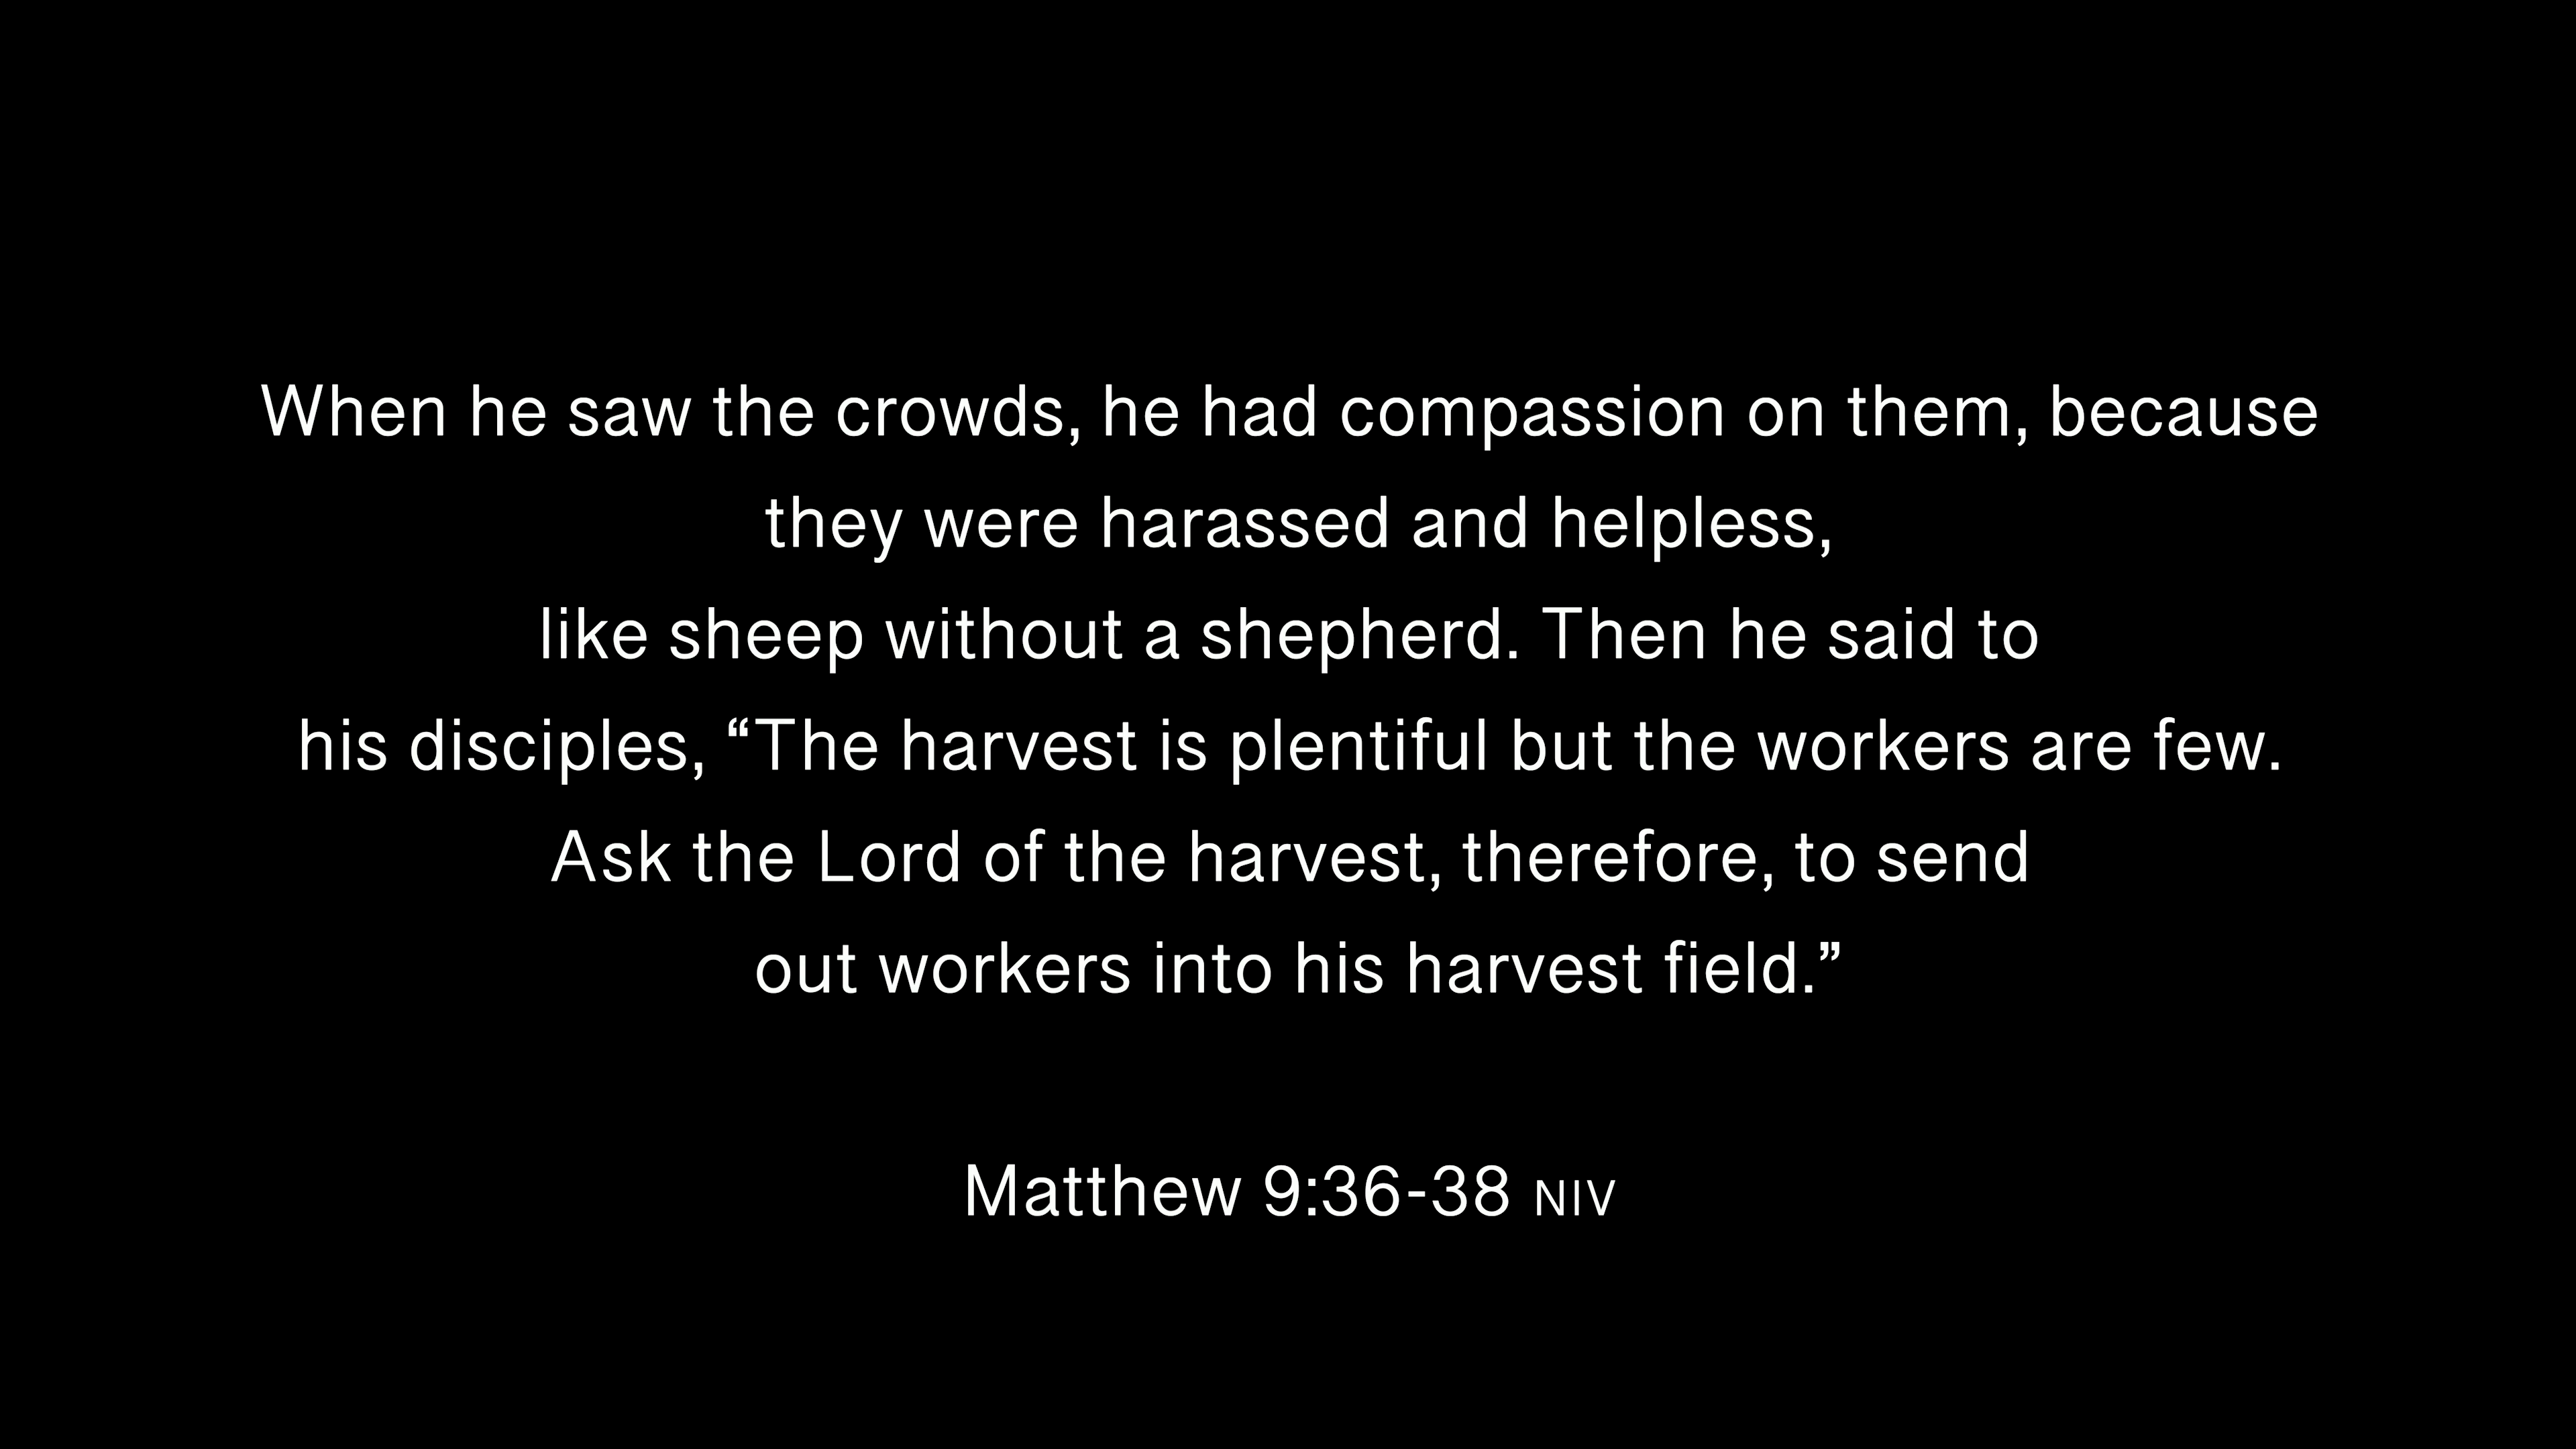 When he saw the crowds, he had compassion on them, because
they were harassed and helpless,
like sheep without a shepherd. Then he said to
his disciples, “The harvest is plentiful but the workers are few.
Ask the Lord of the harvest, therefore, to send
out workers into his harvest field.”
Matthew 9:36-38 NIV